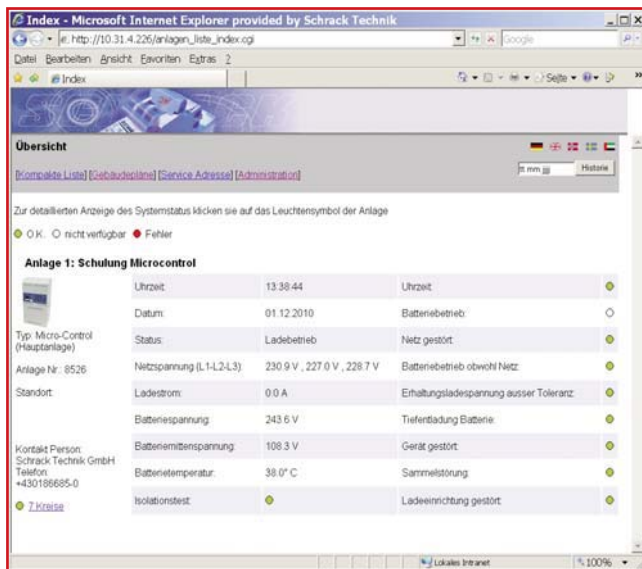 Index - Microsoft Internet Explorer provided by Schrack Technik
http://10.31.4.226/anlagen_liste_index.cgi
Google
Datei Bearbeiten Ansicht Favoriten Extras ?
Index
Seite
Übersicht
[Kompakte Liste] [Gebäudepläne] [Service Adresse] [Administration]
tt.mm.jjjj Historie
Zur detaillierten Anzeige des Systemstatus klicken sie auf das Leuchtensymbol der Anlage
O.K. nicht verfügbar Fehler
Anlage 1: Schulung Microcontrol
Typ: Micro-Control
(Hauptanlage)
Anlage Nr.: 8526
Standort:
Kontakt Person:
Schrack Technik GmbH
Telefon:
+430186685-0
7 Kreise
Uhrzeit: 13:38:44 Uhrzeit:
Datum: 01.12.2010 Batteriebetrieb:
Status: Ladebetrieb Netz gestört:
Netzspannung (L1-L2-L3): 230.9 V , 227.0 V , 228.7 V Batteriebetrieb obwohl Netz:
Ladestrom: 0.0 A Erhaltungsladespannung ausser Toleranz:
Batteriespannung: 243.6 V Tiefentladung Batterie:
Batteriemittenspannung: 108.3 V Gerät gestört:
Batterietemperatur: 38.0° C Sammelstörung:
Isolationstest: Ladeeinrichtung gestört:
Lokales Intranet 100%